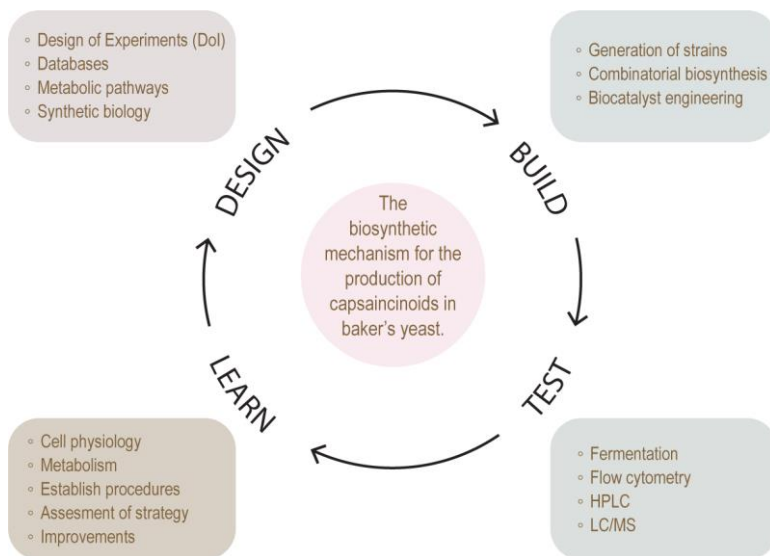 ◦ Design of Experiments (DoI)
◦ Databases
◦ Metabolic pathways
◦ Synthetic biology
◦ Generation of strains
◦ Combinatorial biosynthesis
◦ Biocatalyst engineering
DESIGN
BUILD
The
biosynthetic
mechanism for the
production of
capsaincinoids in
baker’s yeast.
LEARN
TEST
◦ Cell physiology
◦ Metabolism
◦ Establish procedures
◦ Assesment of strategy
◦ Improvements
◦ Fermentation
◦ Flow cytometry
◦ HPLC
◦ LC/MS